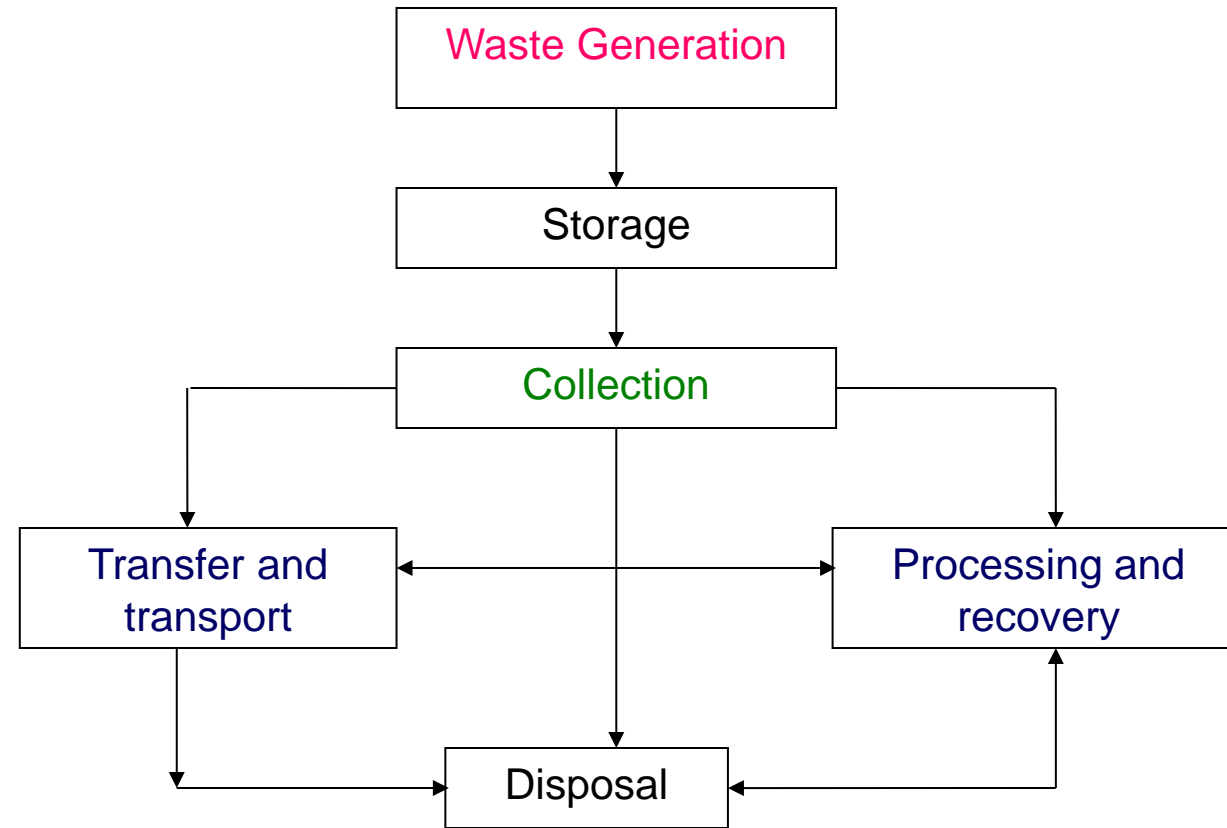 Waste Generation
Storage
Collection
Transfer and
transport
Processing and
recovery
Disposal